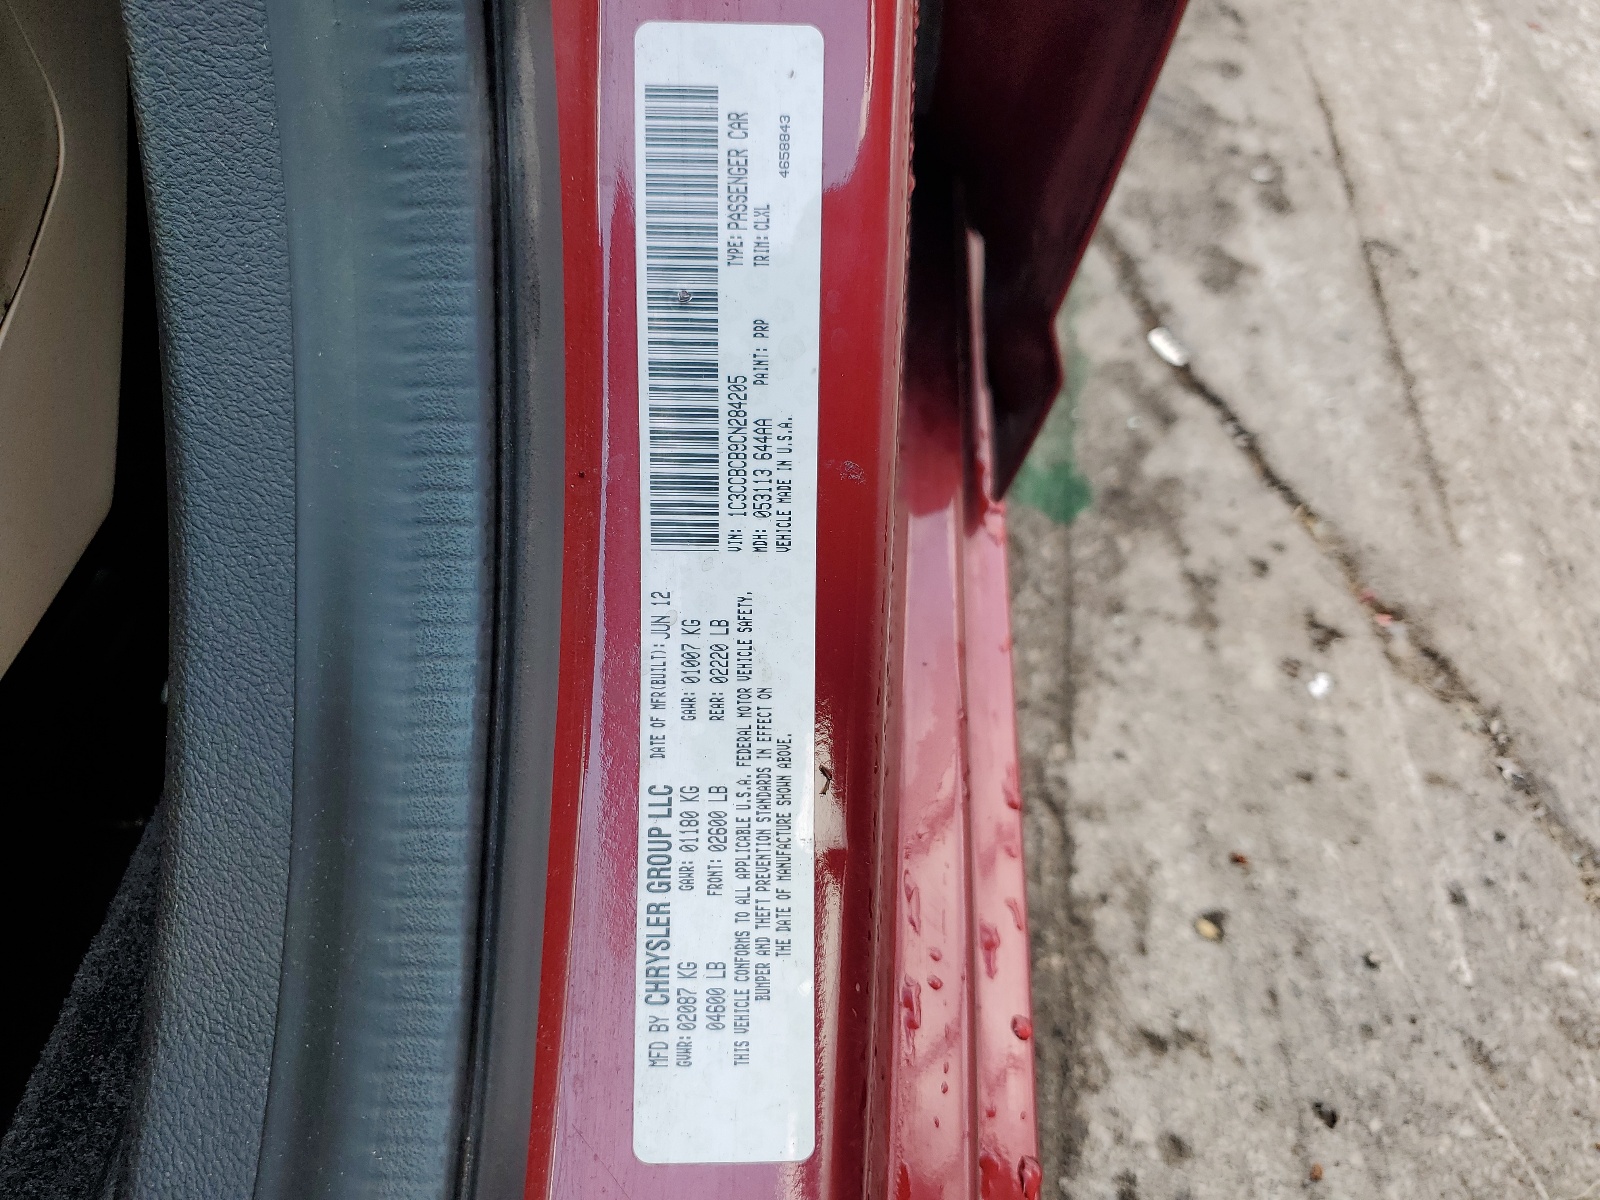 MFD BY CHRYSLER GROUP LLC DATE OF MFR(BUILT): JUN 12
GVWR: 02087 KG GAWR: 01180 KG GAWR: 01007 KG
04600 LB FRONT: 02600 LB REAR: 02220 LB
THIS VEHICLE CONFORMS TO ALL APPLICABLE U.S.A. FEDERAL MOTOR VEHICLE SAFETY,
BUMPER AND THEFT PREVENTION STANDARDS IN EFFECT ON
THE DATE OF MANUFACTURE SHOWN ABOVE.
VIN: 1C3CCBCB9CN284205 TYPE: PASSENGER CAR
MDH: 053113 644AA PAINT: PRP TRIM: CLXL
VEHICLE MADE IN U.S.A. 4658843